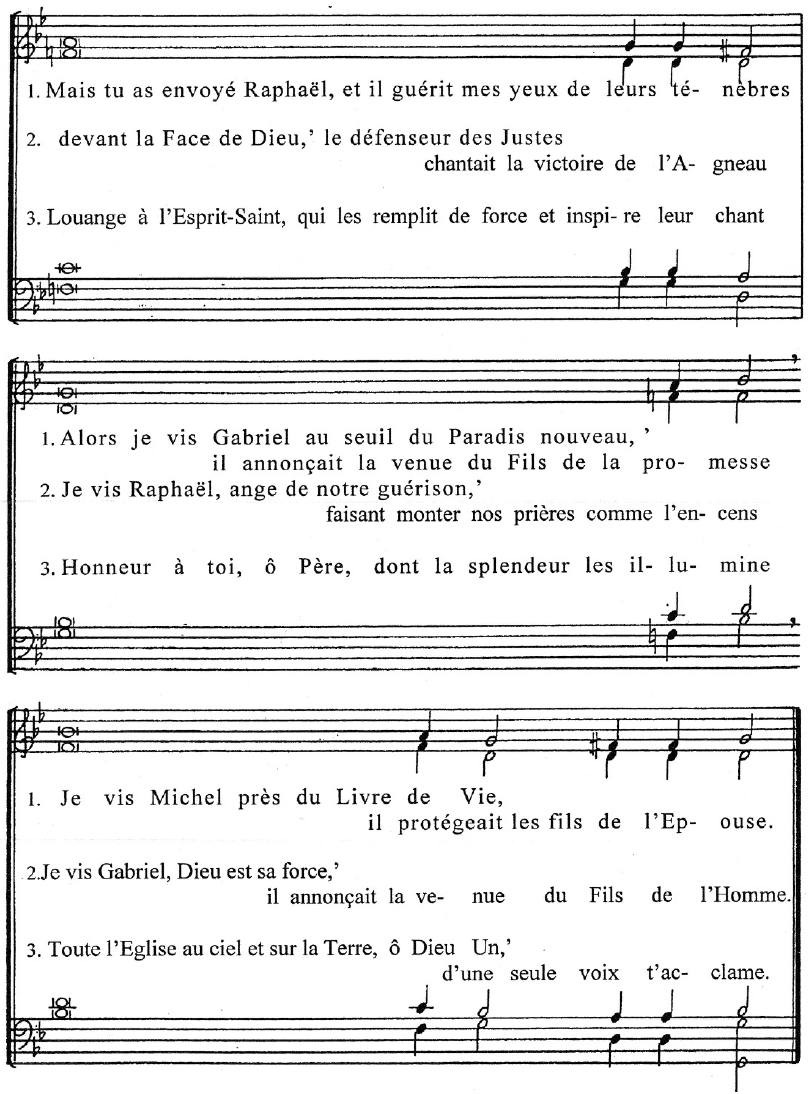 1. Mais tu as envoyé Raphaël, et il guérit mes yeux de leurs té- nèbres
2. devant la Face de Dieu,’ le défenseur des Justes
chantait la victoire de l’A- gneau
3. Louange à l’Esprit-Saint, qui les remplit de force et inspi- re leur chant
1. Alors je vis Gabriel au seuil du Paradis nouveau, ’
il annonçait la venue du Fils de la pro- messe
2. Je vis Raphaël, ange de notre guérison,’
faisant monter nos prières comme l’en- cens
3. Honneur à toi, ô Père, dont la splendeur les il- lu- mine
1. Je vis Michel près du Livre de Vie,
il protégeait les fils de l’Ep- ouse.
2.Je vis Gabriel, Dieu est sa force,’
il annonçait la ve- nue du Fils de l’Homme.
3. Toute l’Eglise au ciel et sur la Terre, ô Dieu Un,’
d’une seule voix t’ac- clame.